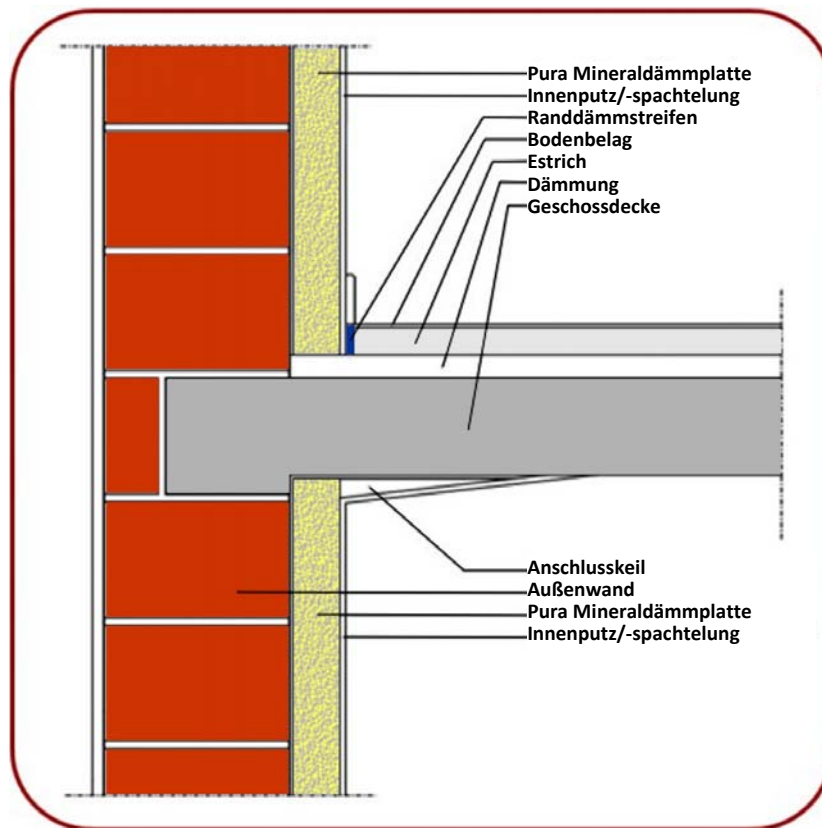 Pura Mineraldämmplatte
Innenputz/-spachtelung
Randdämmstreifen
Bodenbelag
Estrich
Dämmung
Geschossdecke
Anschlusskeil
Außenwand
Pura Mineraldämmplatte
Innenputz/-spachtelung